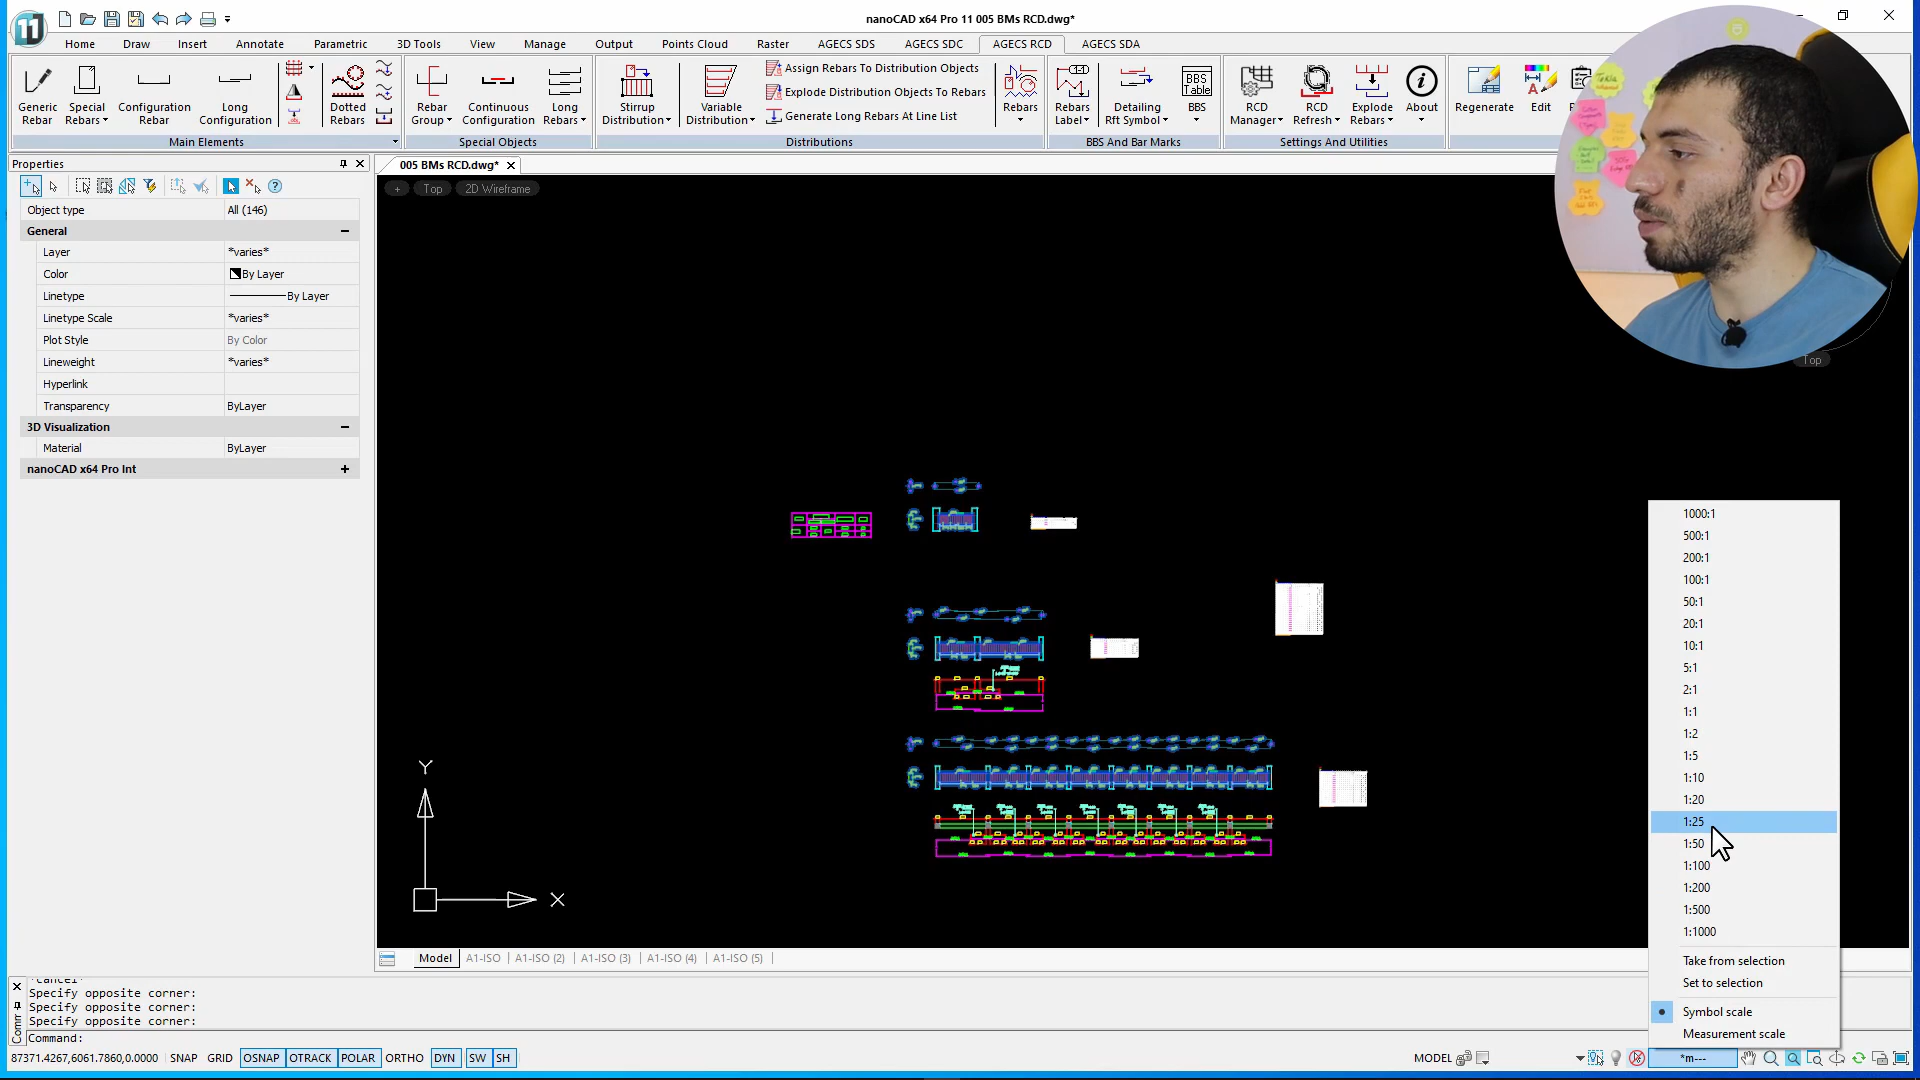 nanoCAD x64 Pro 11 005 BMs RCD.dwg*
Home Draw Insert Annotate Parametric 3D Tools View Manage Output Points Cloud Raster AGECS SDS AGECS SDC AGECS RCD AGECS SDA
Generic Rebar
Special Rebars
Configuration Rebar
Long Configuration
Dotted Rebars
Main Elements
Rebar Group
Continuous Configuration
Long Rebars
Special Objects
Stirrup Distribution
Variable Distribution
Assign Rebars To Distribution Objects
Explode Distribution Objects To Rebars
Generate Long Rebars At Line List
Distributions
Rebars
Rebars Label
Detailing Rft Symbol
BBS Table
BBS
BBS And Bar Marks
RCD Manager
RCD Refresh
Explode Rebars
About
Settings And Utilities
Regenerate
Edit
Properties
005 BMs RCD.dwg*
Object type All (146)
General
Layer *varies*
Color By Layer
Linetype By Layer
Linetype Scale *varies*
Plot Style By Color
Lineweight *varies*
Hyperlink
Transparency ByLayer
3D Visualization
Material ByLayer
nanoCAD x64 Pro Int
+ Top 2D Wireframe
Top
Y
X
1000:1
500:1
200:1
100:1
50:1
20:1
10:1
5:1
2:1
1:1
1:2
1:5
1:10
1:20
1:25
1:50
1:100
1:200
1:500
1:1000
Take from selection
Set to selection
Symbol scale
Measurement scale
Model A1-ISO A1-ISO (2) A1-ISO (3) A1-ISO (4) A1-ISO (5)
Specify opposite corner:
Specify opposite corner:
Specify opposite corner:
Command:
87371.4267,6061.7860,0.0000 SNAP GRID OSNAP OTRACK POLAR ORTHO DYN SW SH MODEL *m---